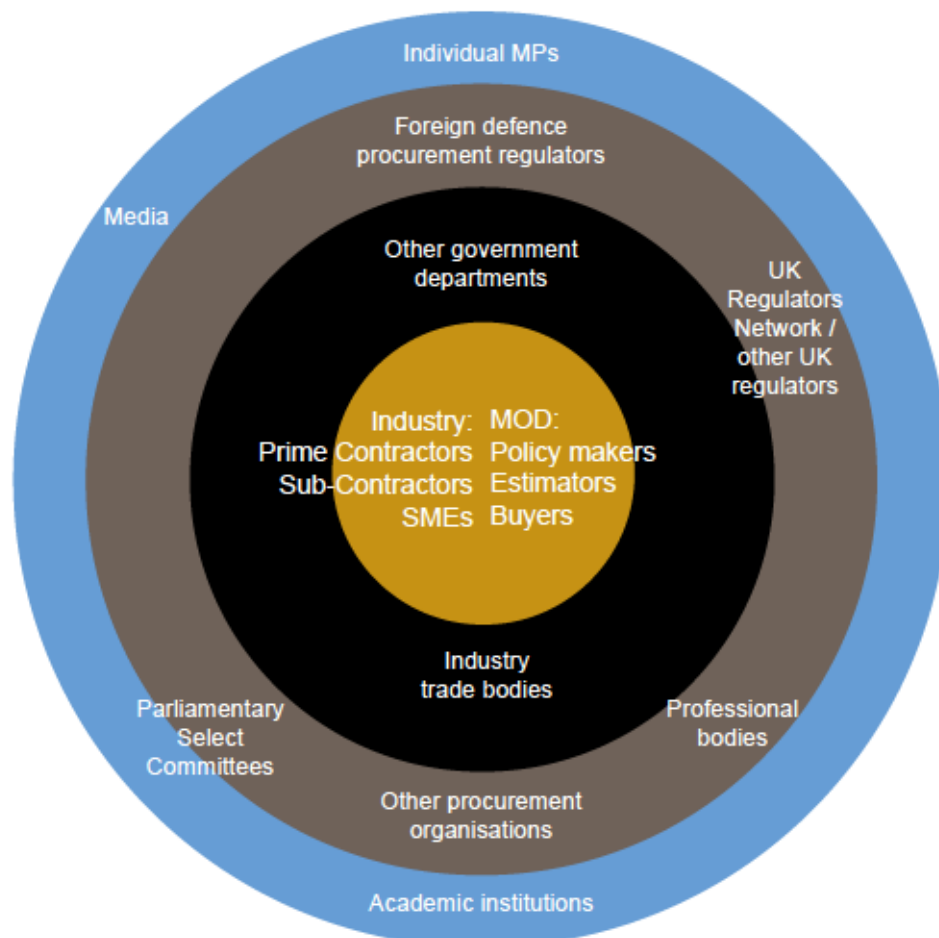 Individual MPs
Foreign defence
procurement regulators
Media
Other government
departments
UK
Regulators
Network /
other UK
regulators
Industry:
Prime Contractors
Sub-Contractors
SMEs
MOD:
Policy makers
Estimators
Buyers
Industry
trade bodies
Parliamentary
Select
Committees
Professional
bodies
Other procurement
organisations
Academic institutions